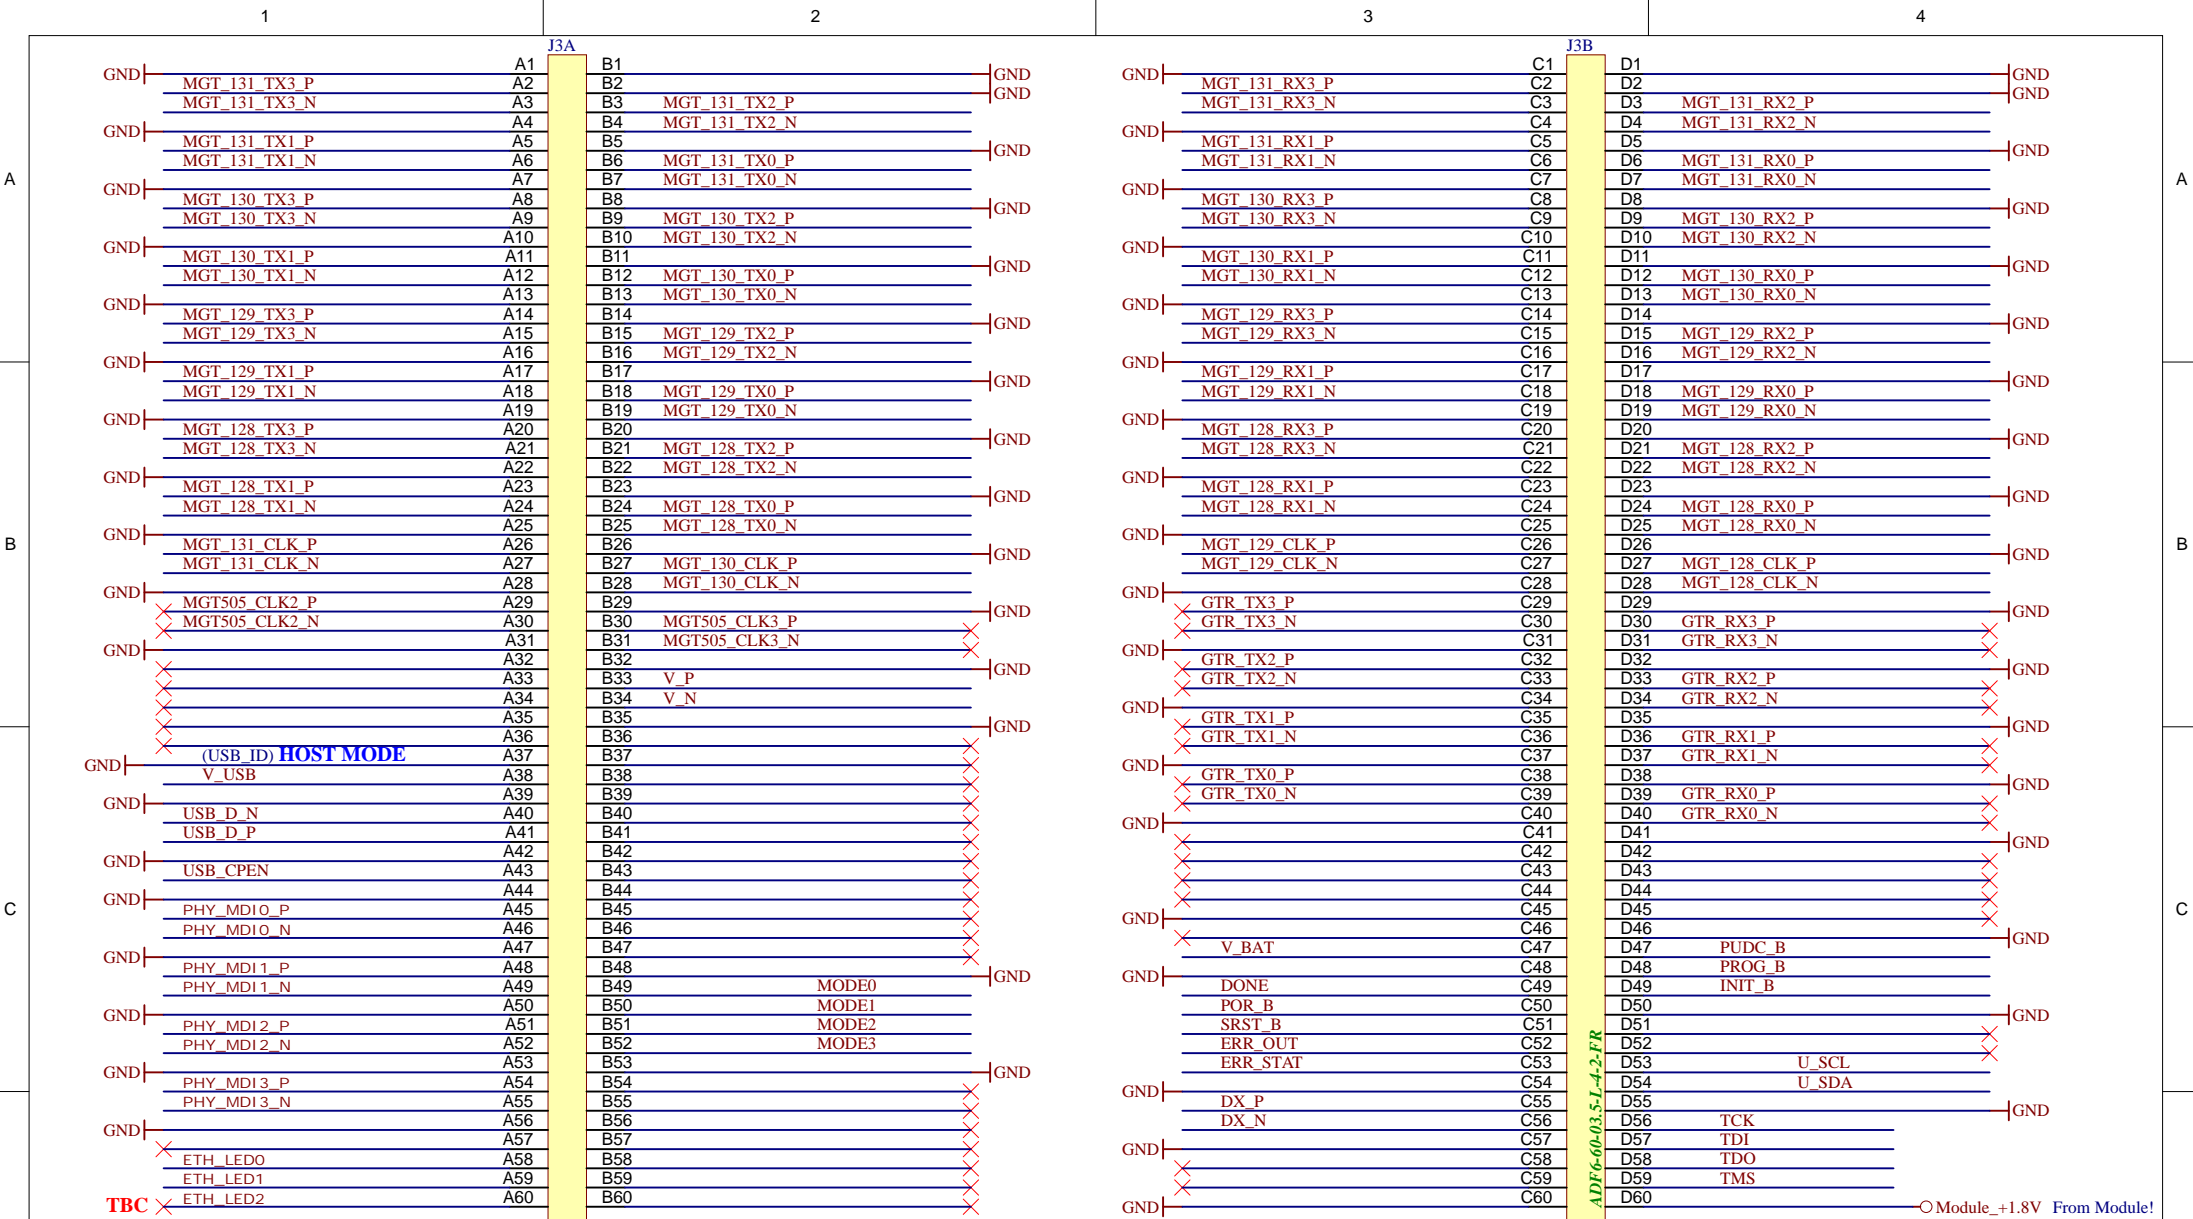 1 2 3 4
J3A J3B
GND A1 B1 GND GND C1 D1 GND
MGT_131_TX3_P A2 B2 GND MGT_131_RX3_P C2 D2 GND
MGT_131_TX3_N A3 B3 MGT_131_TX2_P MGT_131_RX3_N C3 D3 MGT_131_RX2_P
GND A4 B4 MGT_131_TX2_N GND C4 D4 MGT_131_RX2_N
MGT_131_TX1_P A5 B5 GND MGT_131_RX1_P C5 D5 GND
MGT_131_TX1_N A6 B6 MGT_131_TX0_P MGT_131_RX1_N C6 D6 MGT_131_RX0_P
A GND A7 B7 MGT_131_TX0_N GND C7 D7 MGT_131_RX0_N A
MGT_130_TX3_P A8 B8 GND MGT_130_RX3_P C8 D8 GND
MGT_130_TX3_N A9 B9 MGT_130_TX2_P MGT_130_RX3_N C9 D9 MGT_130_RX2_P
GND A10 B10 MGT_130_TX2_N GND C10 D10 MGT_130_RX2_N
MGT_130_TX1_P A11 B11 GND MGT_130_RX1_P C11 D11 GND
MGT_130_TX1_N A12 B12 MGT_130_TX0_P MGT_130_RX1_N C12 D12 MGT_130_RX0_P
GND A13 B13 MGT_130_TX0_N GND C13 D13 MGT_130_RX0_N
MGT_129_TX3_P A14 B14 GND MGT_129_RX3_P C14 D14 GND
MGT_129_TX3_N A15 B15 MGT_129_TX2_P MGT_129_RX3_N C15 D15 MGT_129_RX2_P
GND A16 B16 MGT_129_TX2_N GND C16 D16 MGT_129_RX2_N
MGT_129_TX1_P A17 B17 GND MGT_129_RX1_P C17 D17 GND
MGT_129_TX1_N A18 B18 MGT_129_TX0_P MGT_129_RX1_N C18 D18 MGT_129_RX0_P
GND A19 B19 MGT_129_TX0_N GND C19 D19 MGT_129_RX0_N
MGT_128_TX3_P A20 B20 GND MGT_128_RX3_P C20 D20 GND
MGT_128_TX3_N A21 B21 MGT_128_TX2_P MGT_128_RX3_N C21 D21 MGT_128_RX2_P
GND A22 B22 MGT_128_TX2_N GND C22 D22 MGT_128_RX2_N
MGT_128_TX1_P A23 B23 GND MGT_128_RX1_P C23 D23 GND
MGT_128_TX1_N A24 B24 MGT_128_TX0_P MGT_128_RX1_N C24 D24 MGT_128_RX0_P
GND A25 B25 MGT_128_TX0_N GND C25 D25 MGT_128_RX0_N
B MGT_131_CLK_P A26 B26 GND MGT_129_CLK_P C26 D26 GND B
MGT_131_CLK_N A27 B27 MGT_130_CLK_P MGT_129_CLK_N C27 D27 MGT_128_CLK_P
GND A28 B28 MGT_130_CLK_N GND C28 D28 MGT_128_CLK_N
MGT505_CLK2_P A29 B29 GND GTR_TX3_P C29 D29 GND
MGT505_CLK2_N A30 B30 MGT505_CLK3_P GTR_TX3_N C30 D30 GTR_RX3_P
GND A31 B31 MGT505_CLK3_N GND C31 D31 GTR_RX3_N
A32 B32 GND GTR_TX2_P C32 D32 GND
A33 B33 V_P GTR_TX2_N C33 D33 GTR_RX2_P
A34 B34 V_N GND C34 D34 GTR_RX2_N
A35 B35 GND GTR_TX1_P C35 D35 GND
A36 B36 GTR_TX1_N C36 D36 GTR_RX1_P
GND (USB_ID) HOST MODE A37 B37 GND C37 D37 GTR_RX1_N
V_USB A38 B38 GTR_TX0_P C38 D38 GND
GND A39 B39 GTR_TX0_N C39 D39 GTR_RX0_P
USB_D_N A40 B40 GND C40 D40 GTR_RX0_N
USB_D_P A41 B41 C41 D41 GND
GND A42 B42 C42 D42
USB_CPEN A43 B43 C43 D43
GND A44 B44 C44 D44
C PHY_MDI0_P A45 B45 GND C45 D45 C
PHY_MDI0_N A46 B46 C46 D46 GND
GND A47 B47 V_BAT C47 D47 PUDC_B
PHY_MDI1_P A48 B48 GND GND C48 D48 PROG_B
PHY_MDI1_N A49 B49 MODE0 DONE C49 D49 INIT_B
GND A50 B50 MODE1 POR_B C50 D50 GND
PHY_MDI2_P A51 B51 MODE2 SRST_B C51 D51
PHY_MDI2_N A52 B52 MODE3 ERR_OUT C52 D52
GND A53 B53 GND ERR_STAT C53 D53 U_SCL
PHY_MDI3_P A54 B54 GND C54 D54 U_SDA
PHY_MDI3_N A55 B55 DX_P C55 D55 GND
GND A56 B56 DX_N C56 D56 TCK
A57 B57 GND C57 D57 TDI
ETH_LED0 A58 B58 C58 D58 TDO
ETH_LED1 A59 B59 C59 D59 TMS
TBC ETH_LED2 A60 B60 GND C60 D60 Module_+1.8V From Module!
ADF6-60-03.5-L-4-2-FR